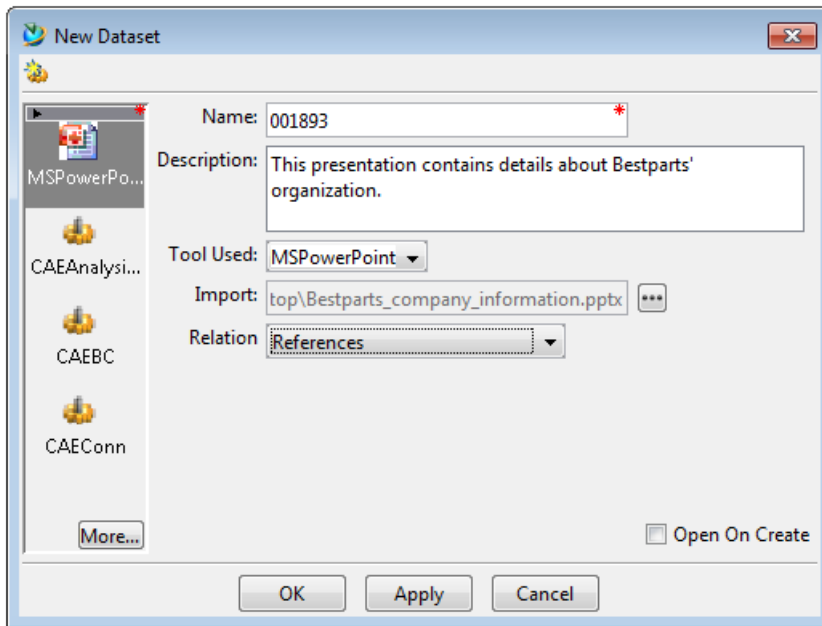 New Dataset
MSPowerPo...
CAEAnalysi...
CAEBC
CAEConn
More...
Name: 001893 *
Description: This presentation contains details about Bestparts'
organization.
Tool Used: MSPowerPoint
Import: top\Bestparts_company_information.pptx
Relation References
Open On Create
OK Apply Cancel